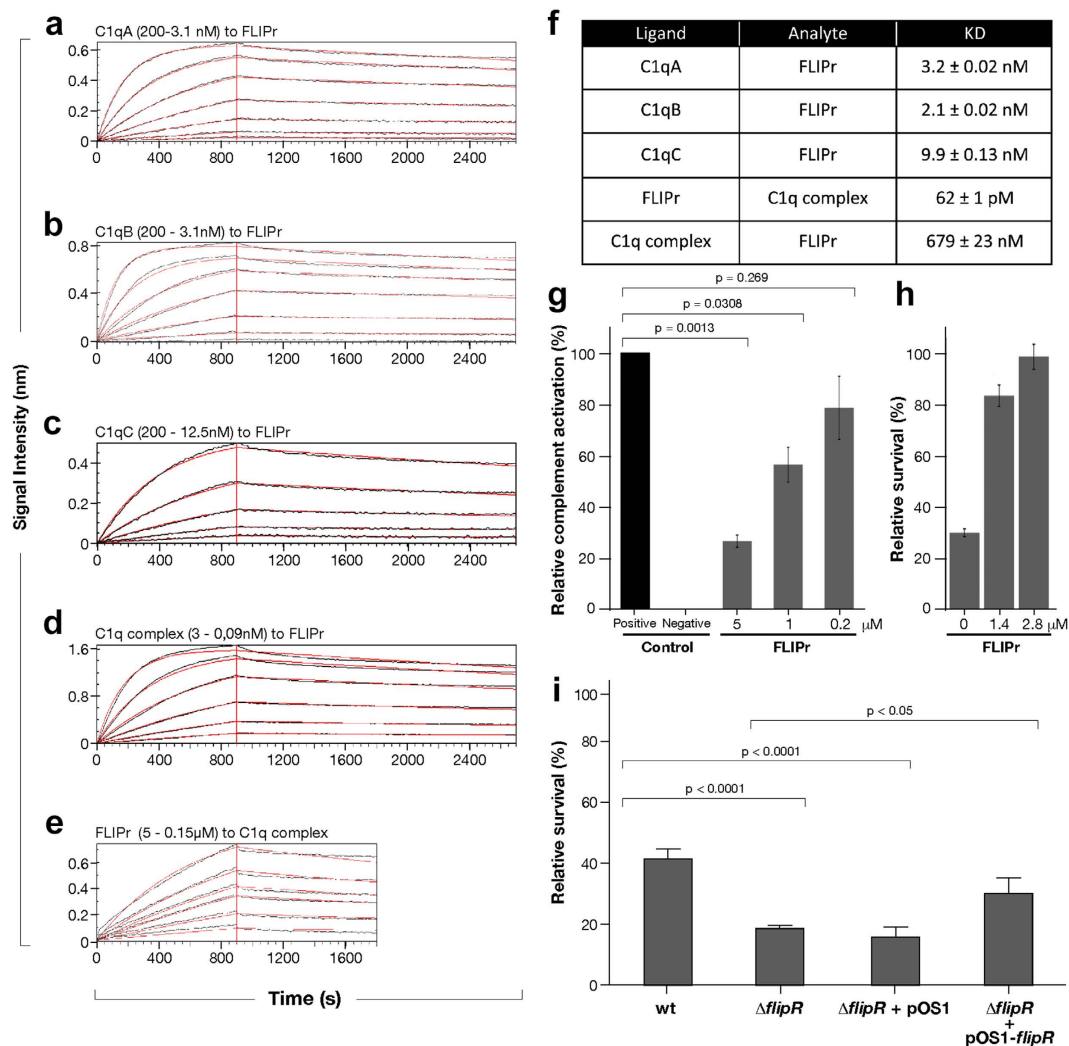 a
C1qA (200-3.1 nM) to FLIPr
0.6
0.4
0.2
0
0 400 800 1200 1600 2000 2400
b
C1qB (200 - 3.1nM) to FLIPr
0.8
0.4
0
0 400 800 1200 1600 2000 2400
c
C1qC (200 - 12.5nM) to FLIPr
0.4
0.2
0
0 400 800 1200 1600 2000 2400
d
C1q complex (3 - 0,09nM) to FLIPr
1.6
0.8
0
0 400 800 1200 1600 2000 2400
e
FLIPr (5 - 0.15µM) to C1q complex
0.6
0.4
0.2
0
0 400 800 1200 1600
Signal Intensity (nm)
Time (s)
f
Ligand Analyte KD
C1qA FLIPr 3.2 ± 0.02 nM
C1qB FLIPr 2.1 ± 0.02 nM
C1qC FLIPr 9.9 ± 0.13 nM
FLIPr C1q complex 62 ± 1 pM
C1q complex FLIPr 679 ± 23 nM
g
p = 0.269
p = 0.0308
p = 0.0013
Relative complement activation (%)
100
80
60
40
20
0
Positive Negative 5 1 0.2 µM
Control FLIPr
h
Relative survival (%)
100
80
60
40
20
0
0 1.4 2.8 µM
FLIPr
i
p < 0.05
p < 0.0001
p < 0.0001
Relative survival (%)
100
80
60
40
20
0
wt ΔflipR ΔflipR + pOS1 ΔflipR
+
pOS1-flipR